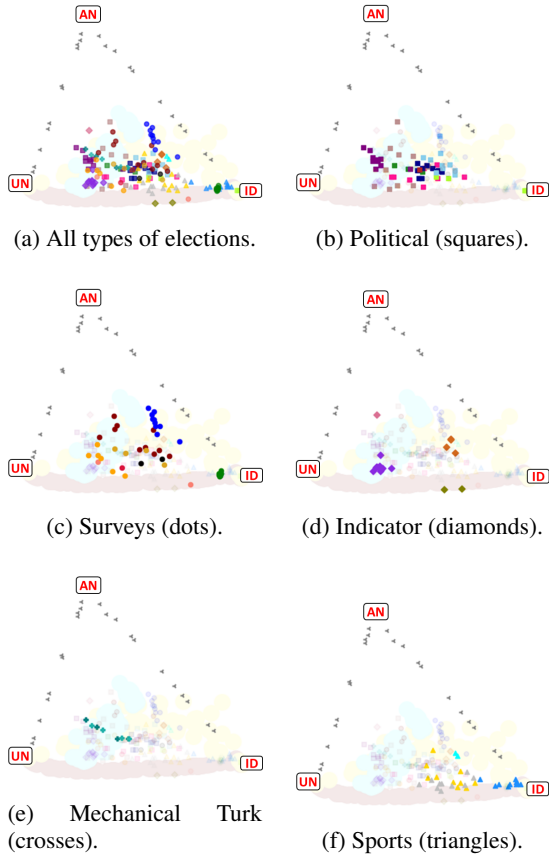 AN
AN
UN
ID
UN
ID
(a) All types of elections.
(b) Political (squares).
AN
AN
UN
ID
UN
ID
(c) Surveys (dots).
(d) Indicator (diamonds).
AN
AN
UN
ID
UN
ID
(e) Mechanical Turk
(crosses).
(f) Sports (triangles).